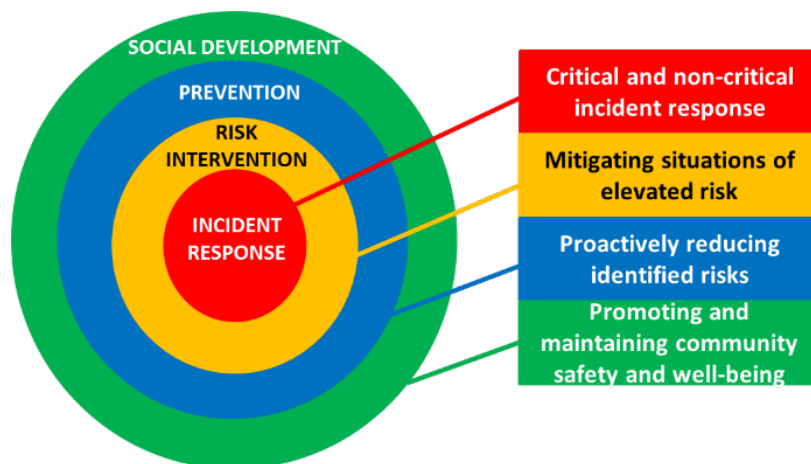 SOCIAL DEVELOPMENT
PREVENTION
RISK
INTERVENTION
INCIDENT
RESPONSE
Critical and non-critical
incident response
Mitigating situations of
elevated risk
Proactively reducing
identified risks
Promoting and
maintaining community
safety and well-being